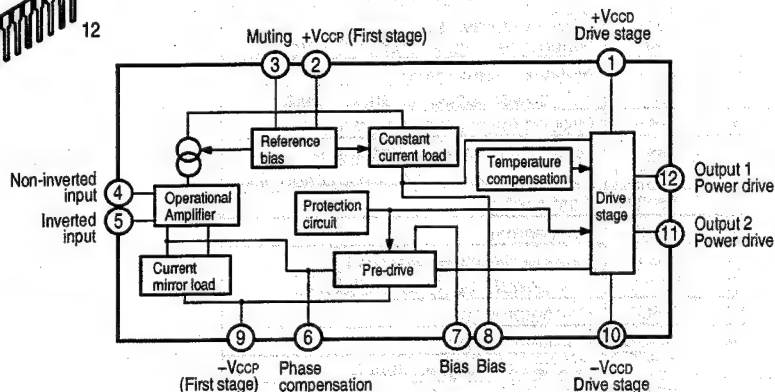 12
Muting +VCCP (First stage)
+VCCD
Drive stage
3
2
1
Reference
bias
Constant
current load
Temperature
compensation
12
Output 1
Power drive
Non-inverted
input
4
Operational
Amplifier
Inverted
input
5
Protection
circuit
Drive
stage
11
Output 2
Power drive
Current
mirror load
Pre-drive
9
6
7
8
10
−VCCP
(First stage)
Phase
compensation
Bias
Bias
−VCCD
Drive stage